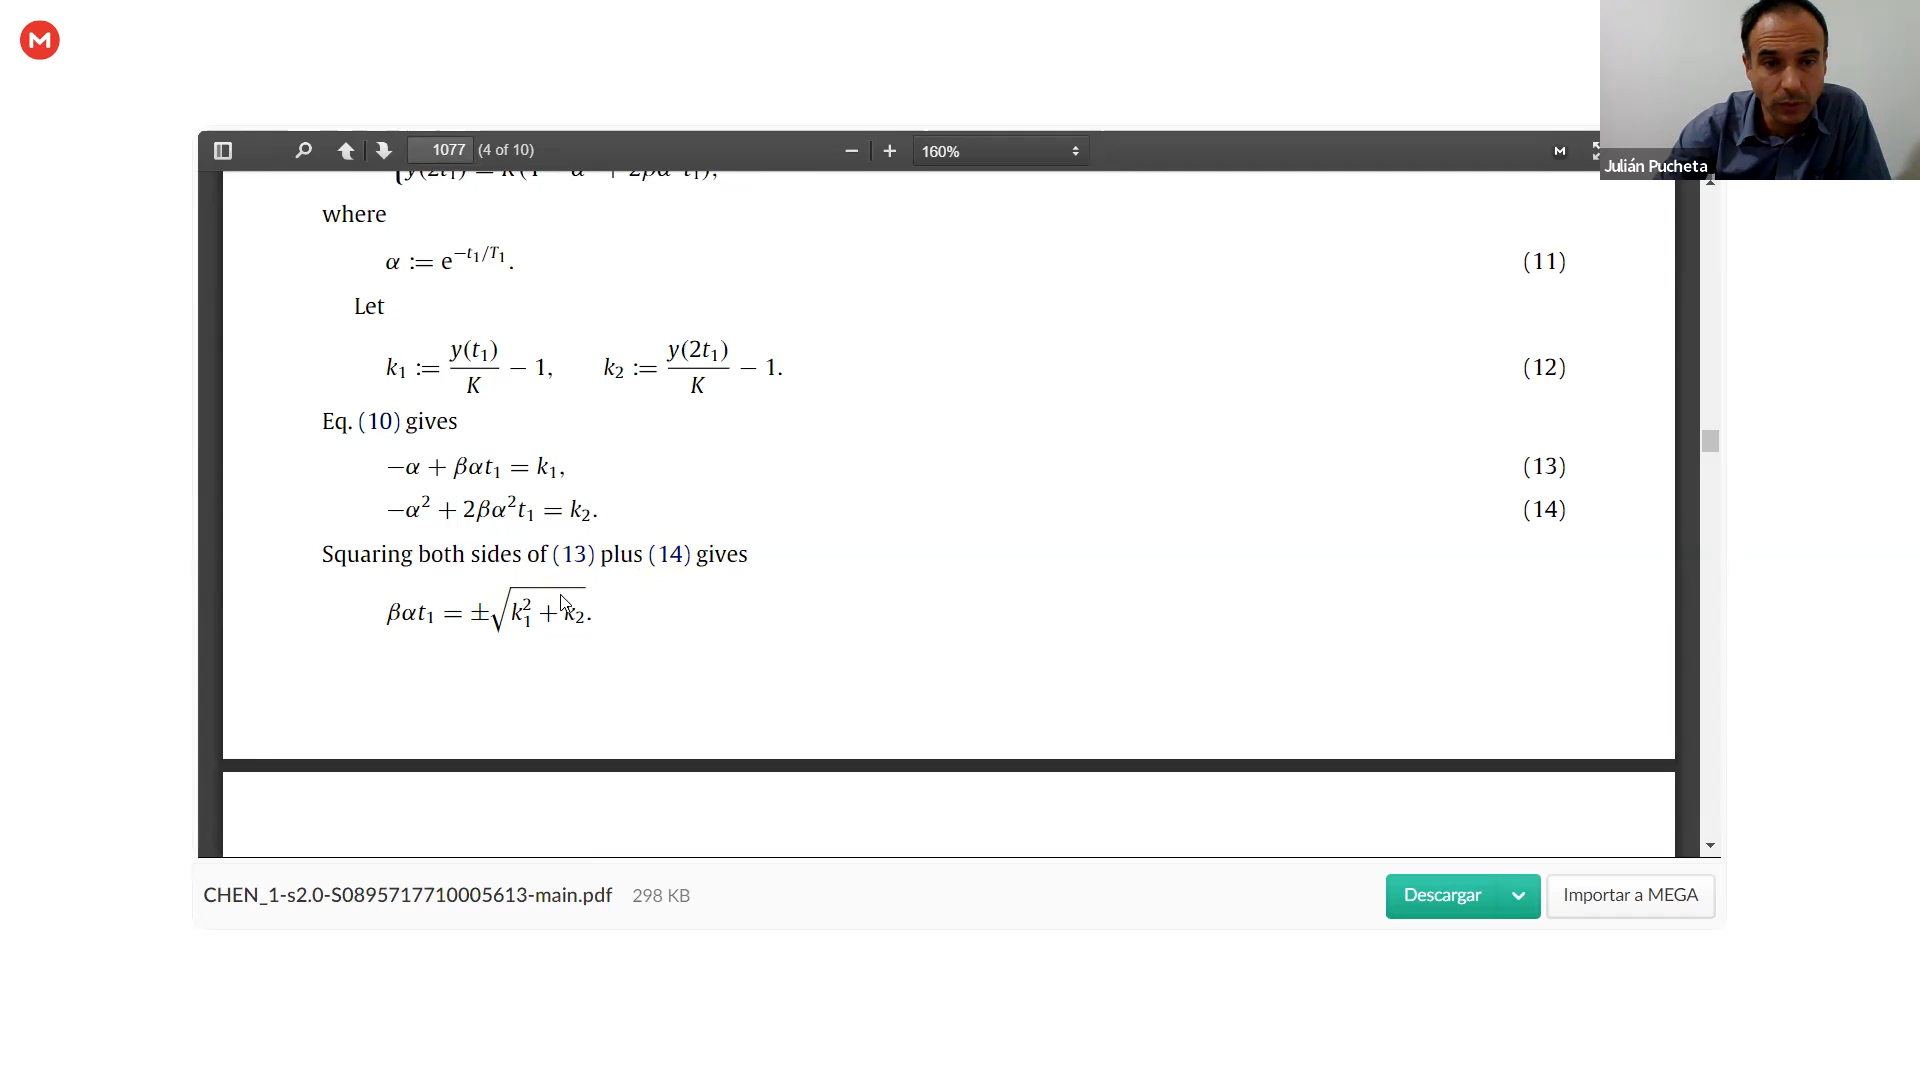 M
1077 (4 of 10)
160%
M
Julián Pucheta
where
α := e^{−t₁/T₁}. (11)
Let
k₁ := y(t₁)/K − 1, k₂ := y(2t₁)/K − 1. (12)
Eq. (10) gives
−α + βαt₁ = k₁, (13)
−α² + 2βα²t₁ = k₂. (14)
Squaring both sides of (13) plus (14) gives
βαt₁ = ±√(k₁² + k₂).
CHEN_1-s2.0-S0895717710005613-main.pdf 298 KB
Descargar
Importar a MEGA